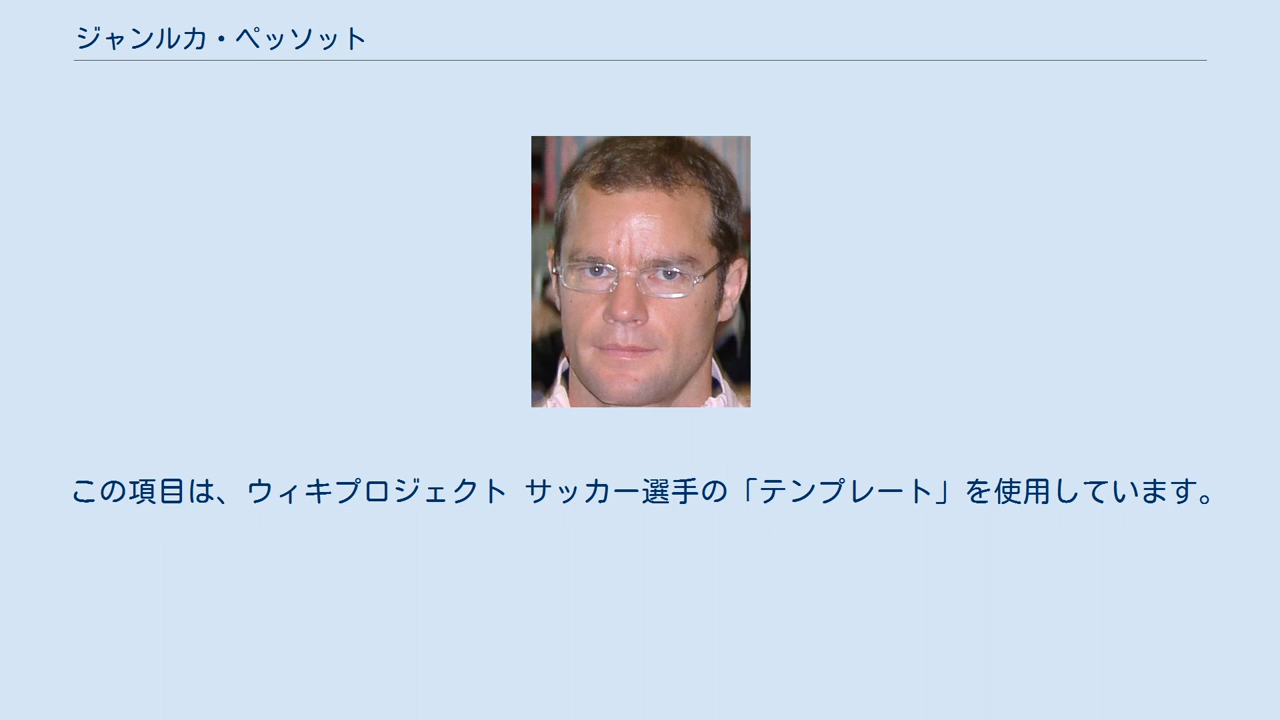 ジャンルカ・ペッソット
この項目は、ウィキプロジェクト サッカー選手の「テンプレート」を使用しています。